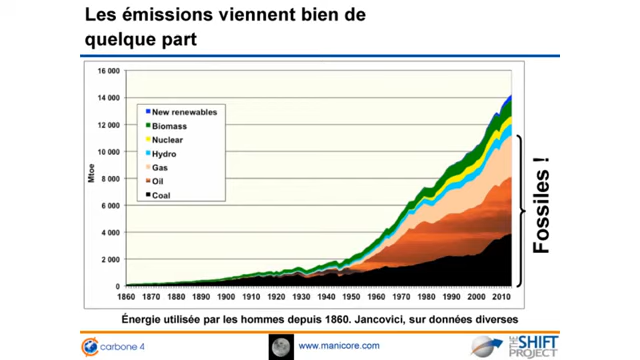 Les émissions viennent bien de
quelque part
16 000
14 000
12 000
10 000
8 000
6 000
4 000
2 000
0
Mtoe
New renewables
Biomass
Nuclear
Hydro
Gas
Oil
Coal
1860 1870 1880 1890 1900 1910 1920 1930 1940 1950 1960 1970 1980 1990 2000 2010
Fossiles !
Énergie utilisée par les hommes depuis 1860. Jancovici, sur données diverses
carbone 4
www.manicore.com
THE SHIFT
PROJECT